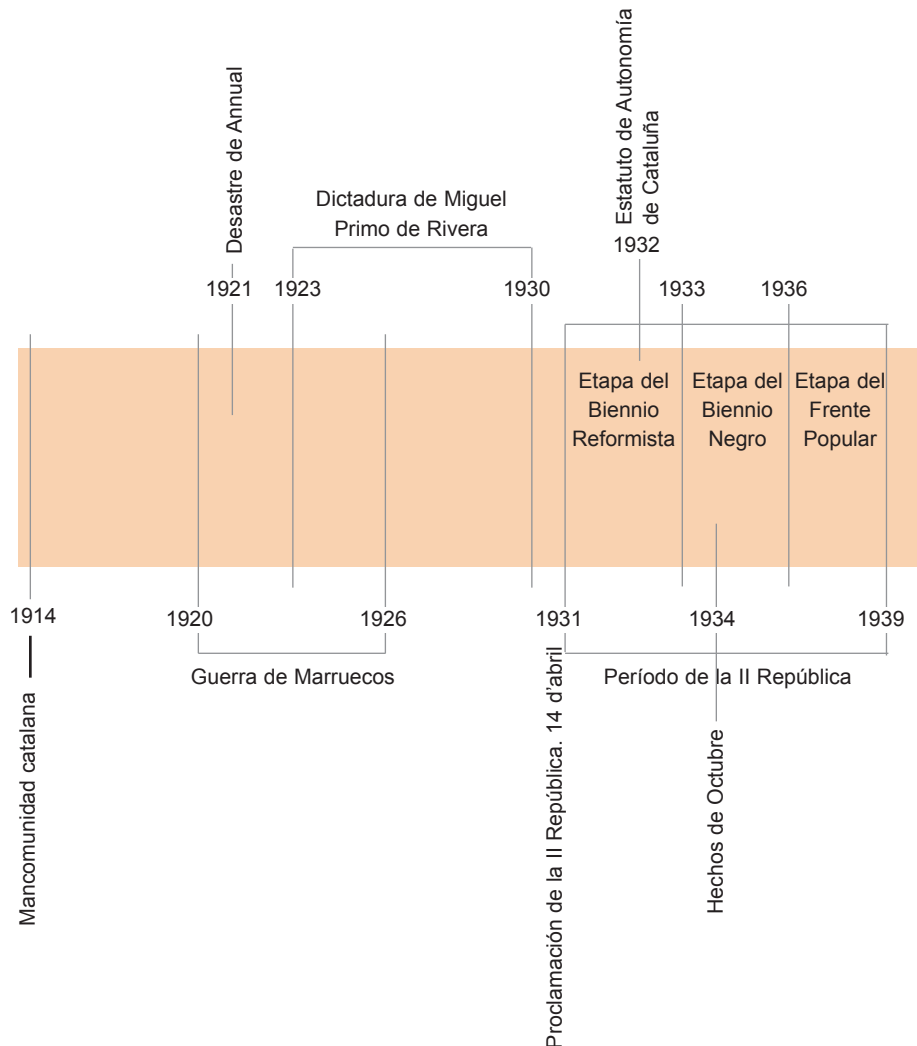 Desastre de Annual
Estatuto de Autonomía
de Cataluña
Dictadura de Miguel
Primo de Rivera
1932
1921
1923
1930
1933
1936
Etapa del
Biennio
Reformista
Etapa del
Biennio
Negro
Etapa del
Frente
Popular
1914
1920
1926
1931
1934
1939
Guerra de Marruecos
Período de la II República
Mancomunidad catalana
Proclamación de la II República. 14 d'abril
Hechos de Octubre